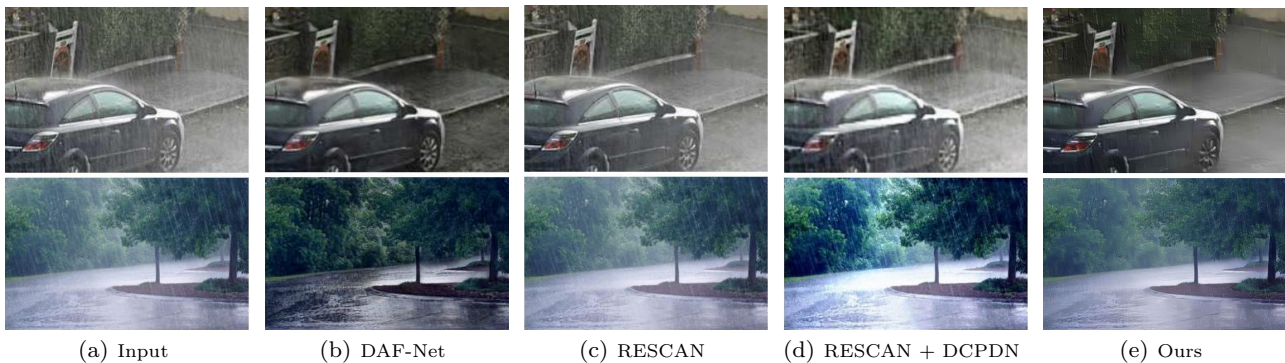 (a) Input
(b) DAF-Net
(c) RESCAN
(d) RESCAN + DCPDN
(e) Ours